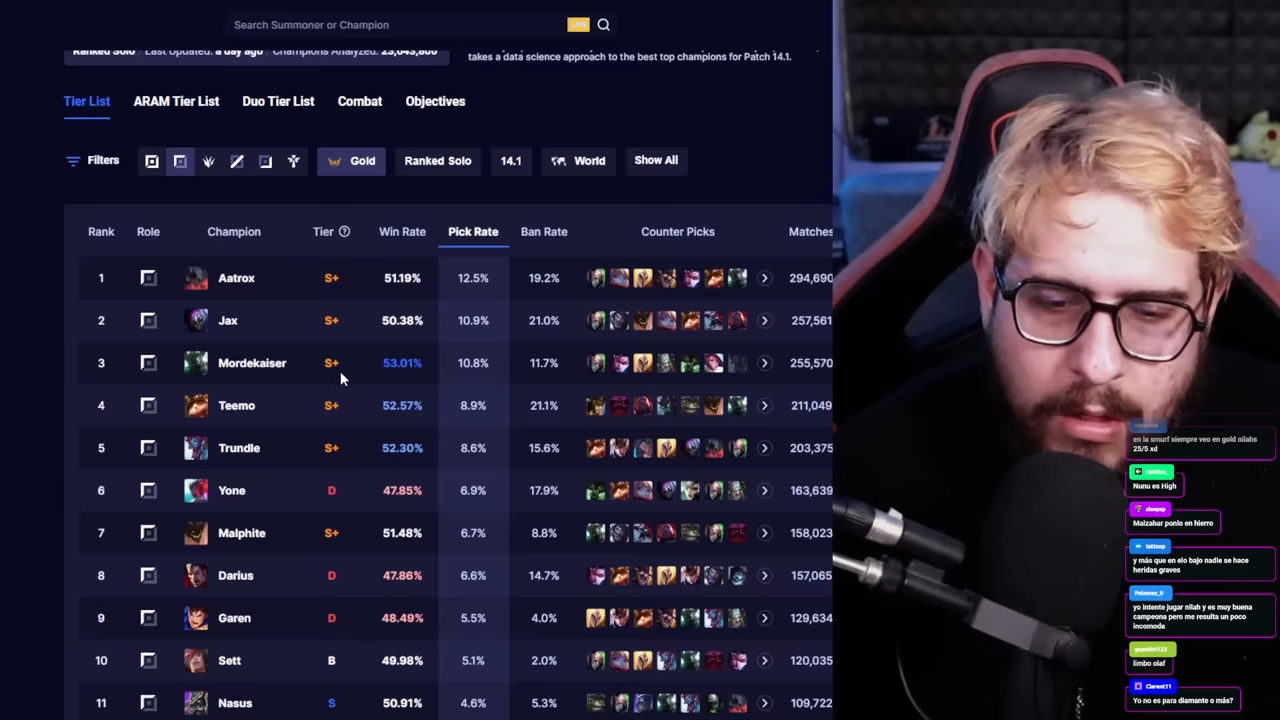 Search Summoner or Champion
Ranked Solo Last Updated: a day ago Champions Analyzed: 23,043,800
takes a data science approach to the best top champions for Patch 14.1.
Tier List ARAM Tier List Duo Tier List Combat Objectives
Filters Gold Ranked Solo 14.1 World Show All
Rank Role Champion Tier Win Rate Pick Rate Ban Rate Counter Picks Matches
1 Aatrox S+ 51.19% 12.5% 19.2% 294,690
2 Jax S+ 50.38% 10.9% 21.0% 257,561
3 Mordekaiser S+ 53.01% 10.8% 11.7% 255,570
4 Teemo S+ 52.57% 8.9% 21.1% 211,049
5 Trundle S+ 52.30% 8.6% 15.6% 203,375
6 Yone D 47.85% 6.9% 17.9% 163,639
7 Malphite S+ 51.48% 6.7% 8.8% 158,023
8 Darius D 47.86% 6.6% 14.7% 157,065
9 Garen D 48.49% 5.5% 4.0% 129,634
10 Sett B 49.98% 5.1% 2.0% 120,035
11 Nasus S 50.91% 4.6% 5.3% 109,722
en la smurf siempre veo en gold nilahs
25/5 xd
Nunu es High
Malzahar ponlo en hierro
y más que en elo bajo nadie se hace
heridas graves
yo intente jugar nilah y es muy buena
campeona pero me resulta un poco
incomoda
limbo olaf
Clarent11
Yo no es para diamante o más?